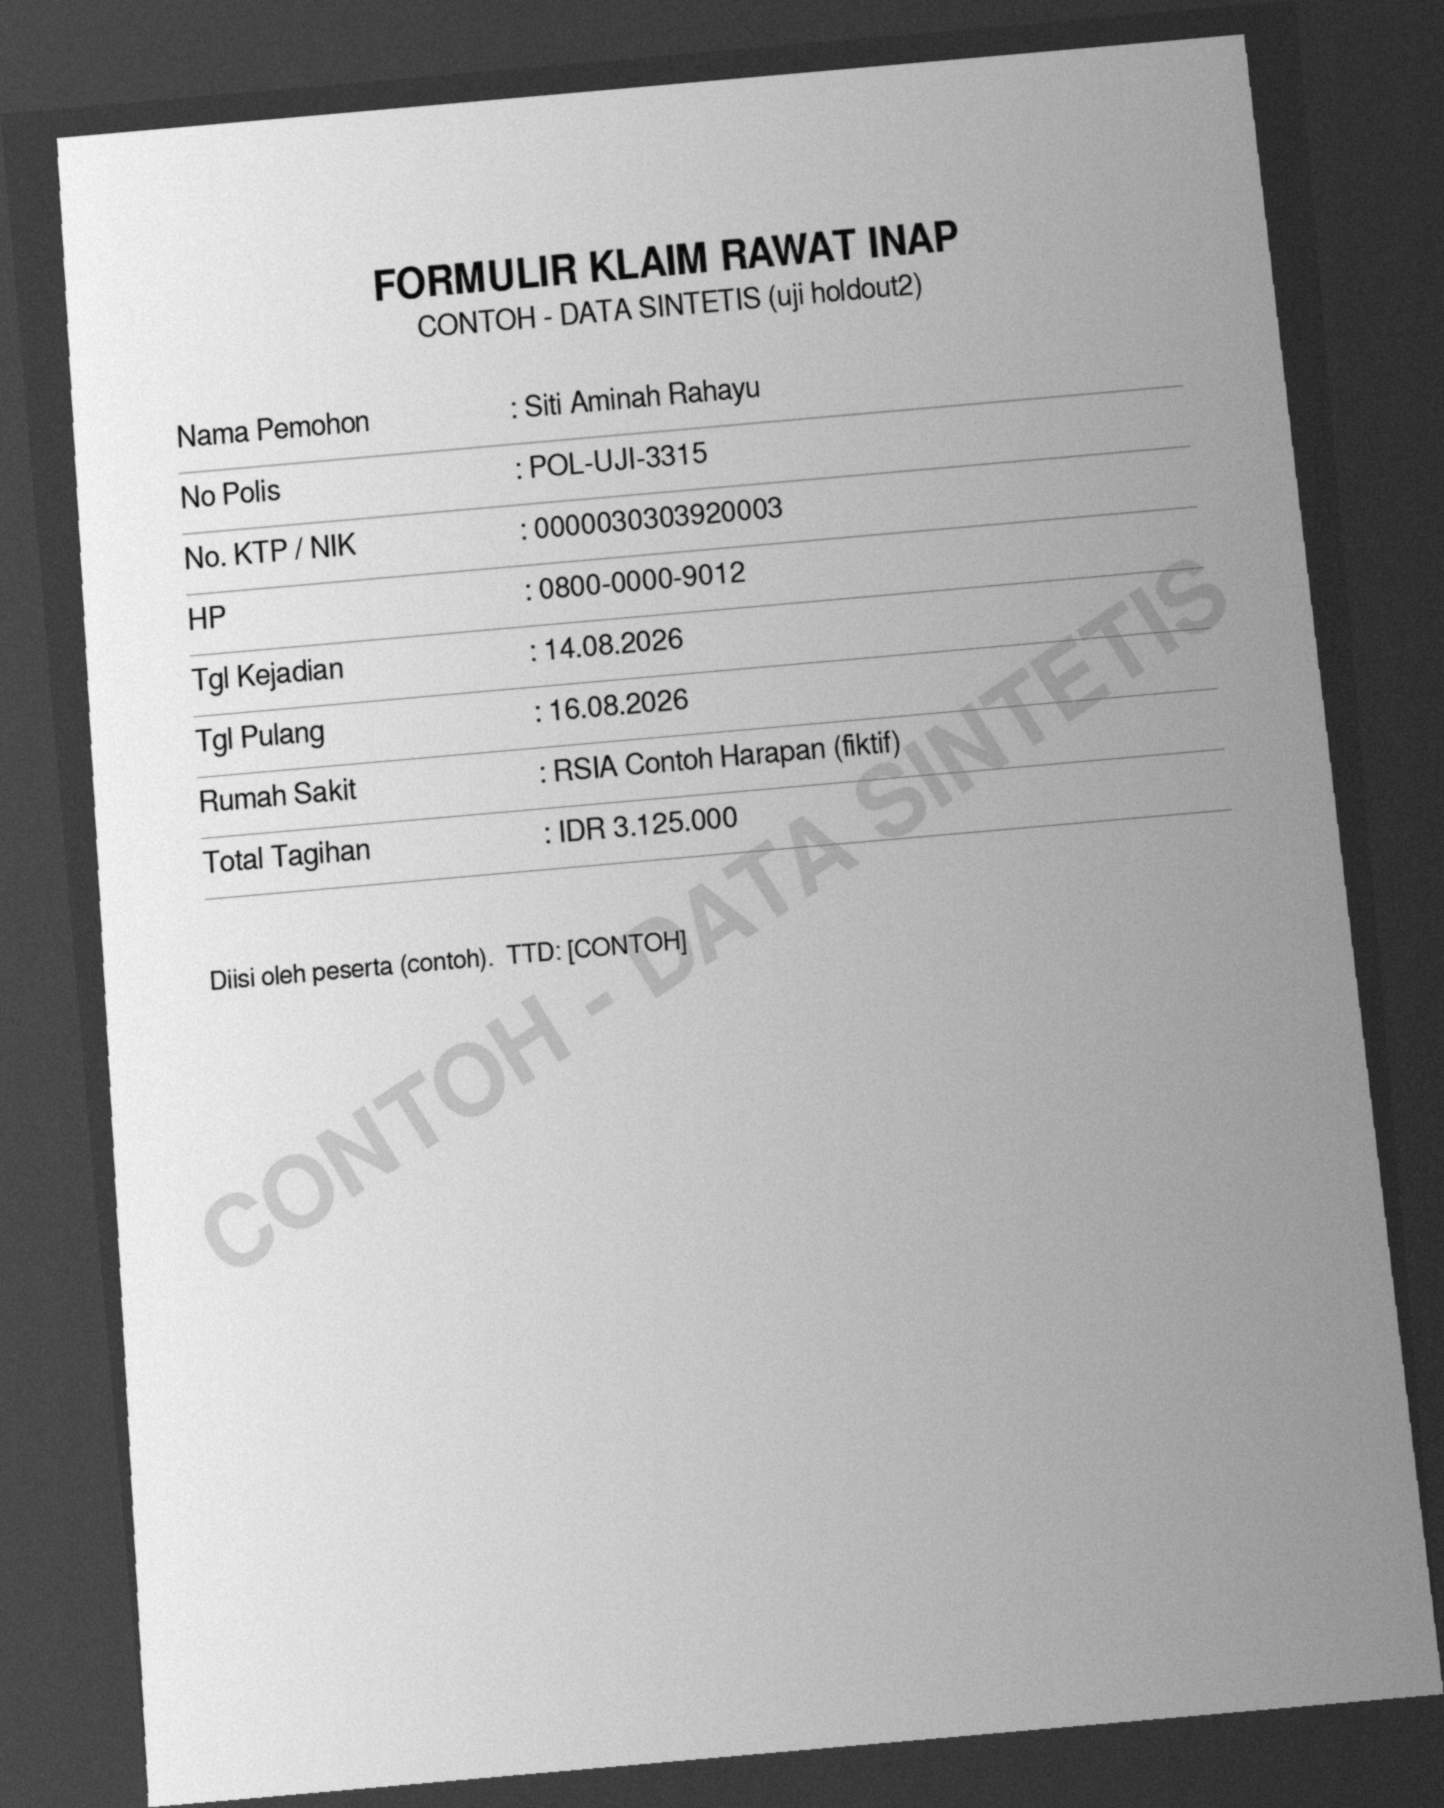 FORMULIR KLAIM RAWAT INAP
CONTOH - DATA SINTETIS (uji holdout2)
Nama Pemohon : Siti Aminah Rahayu
No Polis : POL-UJI-3315
No. KTP / NIK : 0000030303920003
HP : 0800-0000-9012
Tgl Kejadian : 14.08.2026
Tgl Pulang : 16.08.2026
Rumah Sakit : RSIA Contoh Harapan (fiktif)
Total Tagihan : IDR 3.125.000
Diisi oleh peserta (contoh). TTD: [CONTOH]
CONTOH - DATA SINTETIS